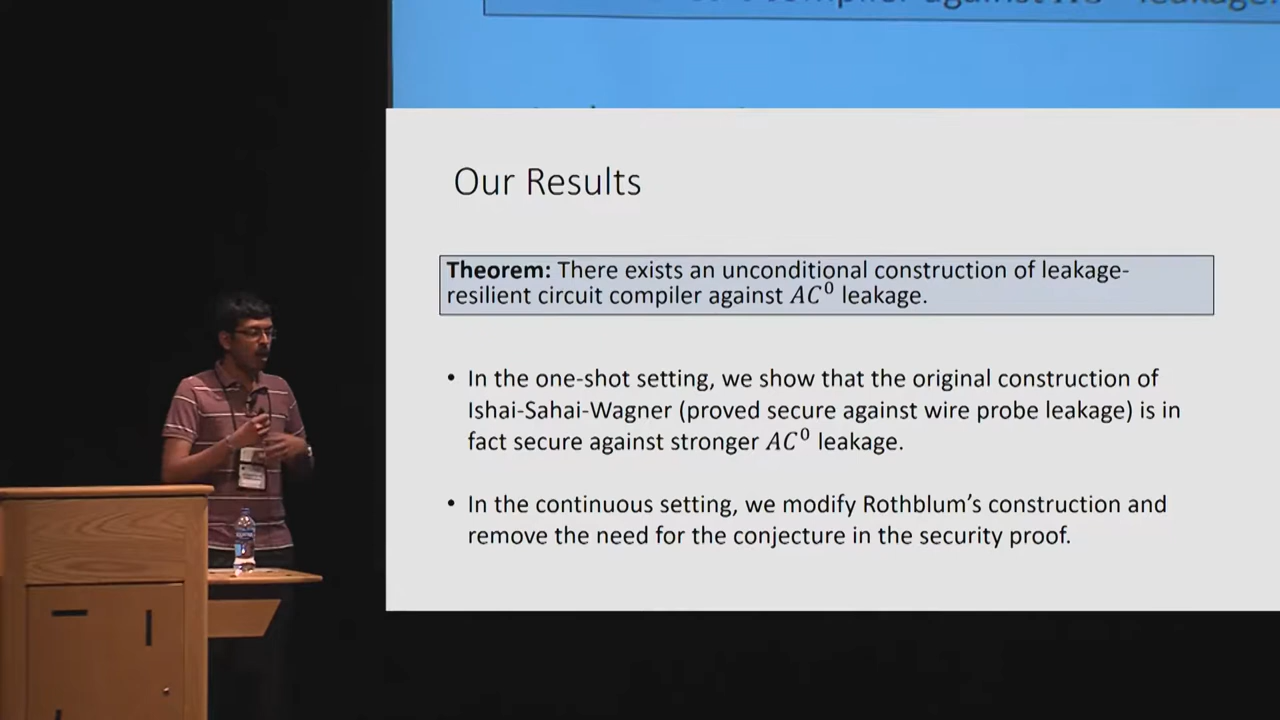 Our Results
Theorem: There exists an unconditional construction of leakage-
resilient circuit compiler against AC⁰ leakage.
• In the one-shot setting, we show that the original construction of
Ishai-Sahai-Wagner (proved secure against wire probe leakage) is in
fact secure against stronger AC⁰ leakage.
• In the continuous setting, we modify Rothblum's construction and
remove the need for the conjecture in the security proof.